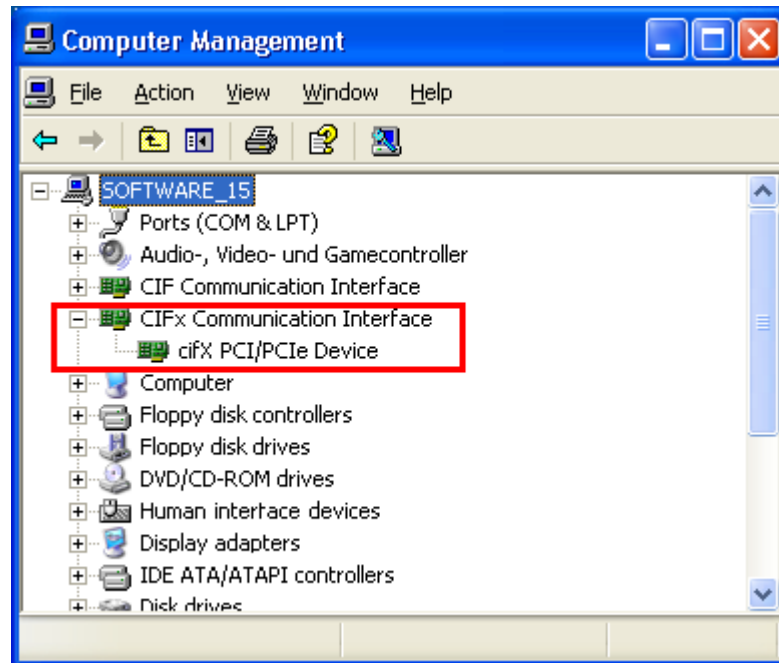 Computer Management
File Action View Window Help
SOFTWARE_15
Ports (COM & LPT)
Audio-, Video- und Gamecontroller
CIF Communication Interface
CIFx Communication Interface
cifX PCI/PCIe Device
Computer
Floppy disk controllers
Floppy disk drives
DVD/CD-ROM drives
Human interface devices
Display adapters
IDE ATA/ATAPI controllers
Disk drives